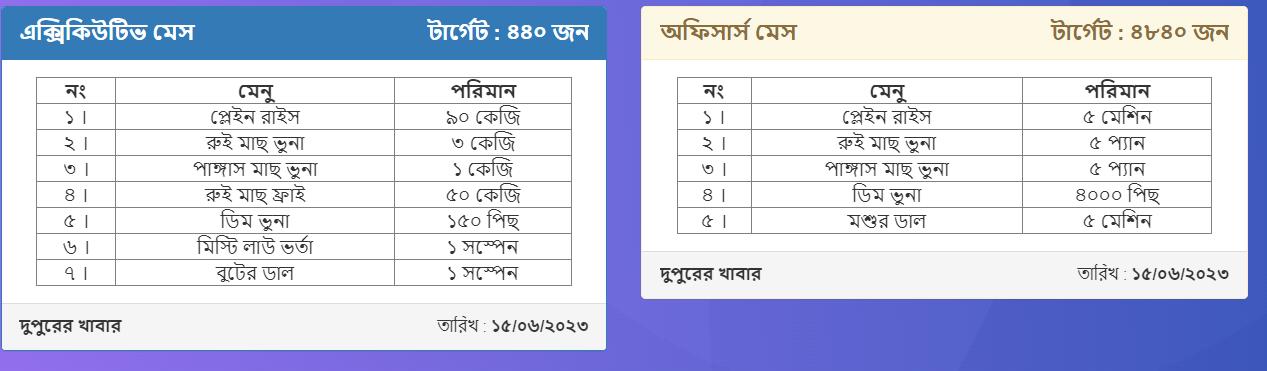 এক্সিকিউটিভ মেস টার্গেট : ৪৪০ জন
নং মেনু পরিমান
১ । প্লেইন রাইস ৯০ কেজি
২ । রুই মাছ ভুনা ৩ কেজি
৩ । পাঙ্গাস মাছ ভুনা ১ কেজি
৪ । রুই মাছ ফ্রাই ৫০ কেজি
৫ । ডিম ভুনা ১৫০ পিছ
৬ । মিস্টি লাউ ভর্তা ১ সস্পেন
৭ । বুটের ডাল ১ সস্পেন
দুপুরের খাবার তারিখ : ১৫/০৬/২০২৩
অফিসার্স মেস টার্গেট : ৪৮৪০ জন
নং মেনু পরিমান
১ । প্লেইন রাইস ৫ মেশিন
২ । রুই মাছ ভুনা ৫ প্যান
৩ । পাঙ্গাস মাছ ভুনা ৫ প্যান
৪ । ডিম ভুনা ৪০০০ পিছ
৫ । মশুর ডাল ৫ মেশিন
দুপুরের খাবার তারিখ : ১৫/০৬/২০২৩